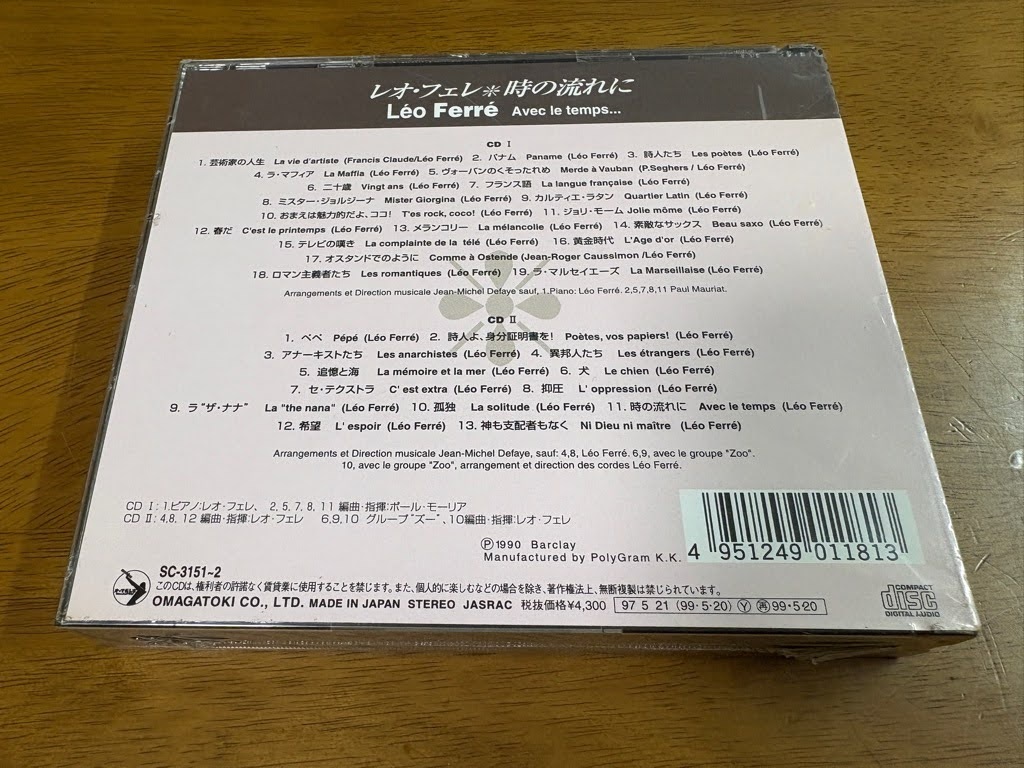 レオ・フェレ＊時の流れに
Léo Ferré Avec le temps...
CD Ⅰ
1. 芸術家の人生 La vie d'artiste (Francis Claude/Léo Ferré) 2. パナム Paname (Léo Ferré) 3. 詩人たち Les poètes (Léo Ferré)
4. ラ・マフィア La Maffia (Léo Ferré) 5. ヴォーバンのくそったれめ Merde à Vauban (P.Seghers / Léo Ferré)
6. 二十歳 Vingt ans (Léo Ferré) 7. フランス語 La langue française (Léo Ferré)
8. ミスター・ジョルジーナ Mister Giorgina (Léo Ferré) 9. カルティエ・ラタン Quartier Latin (Léo Ferré)
10. おまえは魅力的だよ、ココ! T'es rock, coco! (Léo Ferré) 11. ジョリ・モーム Jolie môme (Léo Ferré)
12. 春だ C'est le printemps (Léo Ferré) 13. メランコリー La mélancolie (Léo Ferré) 14. 素敵なサックス Beau saxo (Léo Ferré)
15. テレビの嘆き La complainte de la télé (Léo Ferré) 16. 黄金時代 L'Age d'or (Léo Ferré)
17. オスタンドでのように Comme à Ostende (Jean-Roger Caussimon /Léo Ferré)
18. ロマン主義者たち Les romantiques (Léo Ferré) 19. ラ・マルセイエーズ La Marseillaise (Léo Ferré)
Arrangements et Direction musicale Jean-Michel Defaye sauf, 1.Piano: Léo Ferré. 2,5,7,8,11 Paul Mauriat.
CD Ⅱ
1. ペペ Pépé (Léo Ferré) 2. 詩人よ、身分証明書を! Poètes, vos papiers! (Léo Ferré)
3. アナーキストたち Les anarchistes (Léo Ferré) 4. 異邦人たち Les étrangers (Léo Ferré)
5. 追憶と海 La mémoire et la mer (Léo Ferré) 6. 犬 Le chien (Léo Ferré)
7. セ・テクストラ C' est extra (Léo Ferré) 8. 抑圧 L' oppression (Léo Ferré)
9. ラ“ザ・ナナ” La "the nana" (Léo Ferré) 10. 孤独 La solitude (Léo Ferré) 11. 時の流れに Avec le temps (Léo Ferré)
12. 希望 L' espoir (Léo Ferré) 13. 神も支配者もなく Ni Dieu ni maître (Léo Ferré)
Arrangements et Direction musicale Jean-Michel Defaye, sauf: 4,8, Léo Ferré. 6,9, avec le groupe "Zoo".
10, avec le groupe "Zoo", arrangement et direction des cordes Léo Ferré.
CD Ⅰ: 1.ピアノ:レオ・フェレ、 2, 5, 7, 8, 11 編曲・指揮:ポール・モーリア
CD Ⅱ: 4,8, 12 編曲・指揮:レオ・フェレ 6,9,10 グループ“ズー”、10編曲・指揮:レオ・フェレ
Ⓟ1990 Barclay
Manufactured by PolyGram K.K.
4 951249 011813
SC-3151~2
このCDは、権利者の許諾なく賃貸業に使用することを禁じます。また、個人的に楽しむなどの場合を除き、著作権法上、無断複製は禁じられています。
OMAGATOKI CO., LTD. MADE IN JAPAN STEREO JASRAC 税抜価格¥4,300 97 5 21 (99・5・20) Ⓨ 再 99・5・20
COMPACT disc DIGITAL AUDIO